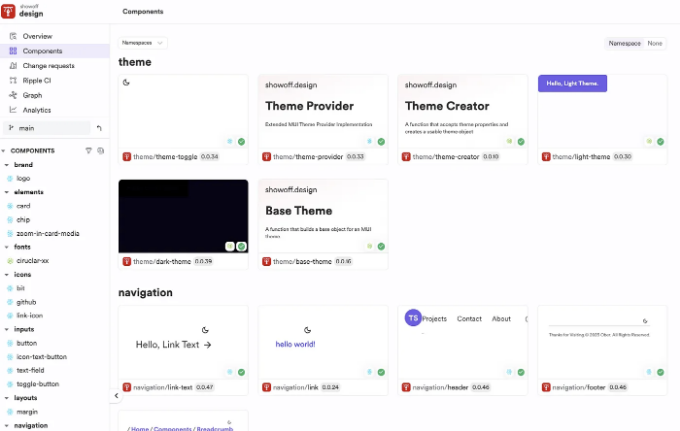 showoff
design
Components
Overview
Components
Change requests
Ripple CI
Graph
Analytics
main
COMPONENTS
brand
logo
elements
card
chip
zoom-in-card-media
fonts
ciruclar-xx
icons
bit
github
link-icon
inputs
button
icon-text-button
text-field
toggle-button
layouts
margin
navigation
Namespaces
Namespace None
theme
theme/theme-toggle 0.0.34
showoff.design
Theme Provider
Extended MUI Theme Provider Implementation
theme/theme-provider 0.0.33
showoff.design
Theme Creator
A function that accepts theme properties and
creates a usable theme object
theme/theme-creator 0.0.10
Hello, Light Theme.
theme/light-theme 0.0.30
theme/dark-theme 0.0.39
showoff.design
Base Theme
A function that builds a base object for an MUI
theme
theme/base-theme 0.0.16
navigation
Hello, Link Text →
navigation/link-text 0.0.47
hello world!
navigation/link 0.0.24
TS Projects Contact About
navigation/header 0.0.46
Thanks for Visiting © 2023 Ober. All Rights Reserved.
navigation/footer 0.0.46
/ Home / Components / Breadcrumb